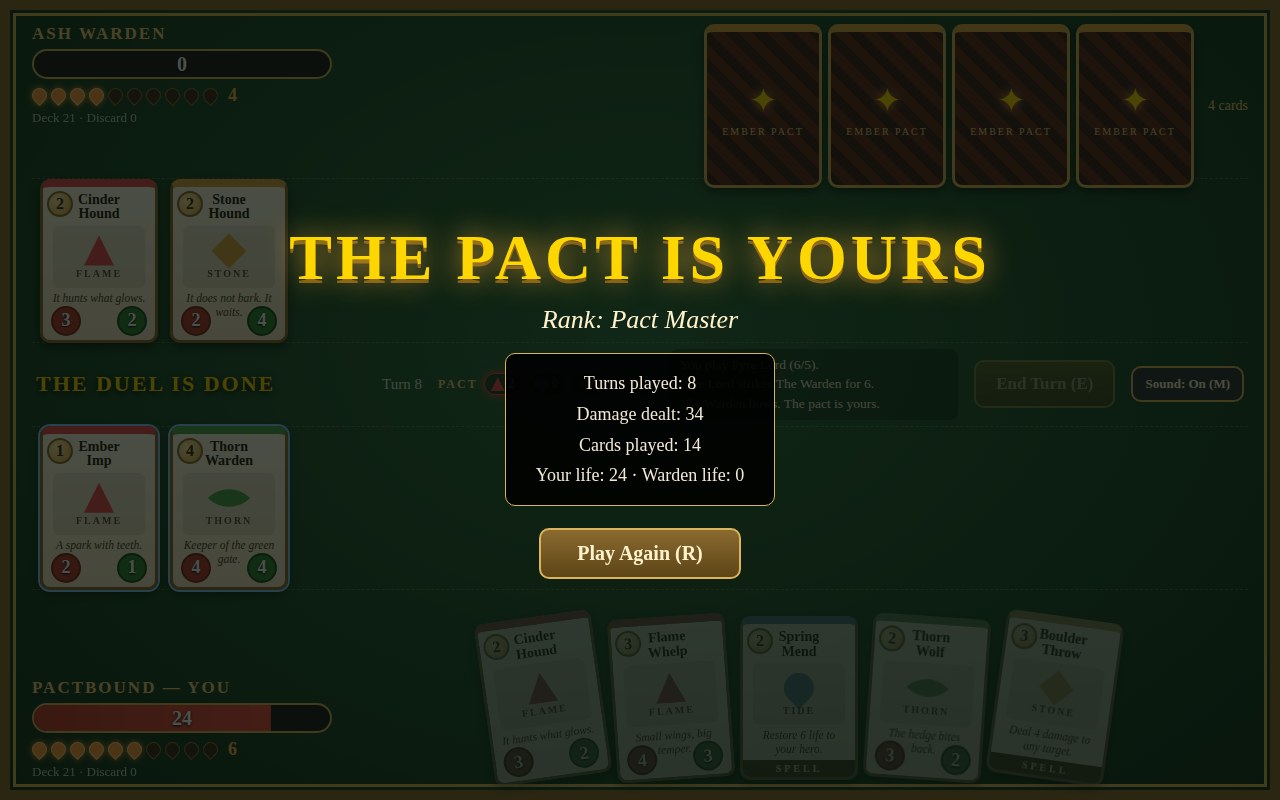 ASH WARDEN
0
4
Deck 21 · Discard 0
EMBER PACT
EMBER PACT
EMBER PACT
EMBER PACT
4 cards
2
Cinder
Hound
FLAME
It hunts what glows.
3
2
2
Stone
Hound
STONE
It does not bark. It
waits.
2
4
THE PACT IS YOURS
Rank: Pact Master
THE DUEL IS DONE
Turn 8
PACT
Turns played: 8
Damage dealt: 34
Cards played: 14
Your life: 24 · Warden life: 0
(6/5).
The Warden for 6.
The pact is yours.
End Turn (E)
Sound: On (M)
Play Again (R)
1
Ember
Imp
FLAME
A spark with teeth.
2
1
4
Thorn
Warden
THORN
Keeper of the green
gate.
4
4
PACTBOUND — YOU
24
6
Deck 21 · Discard 0
2
Cinder
Hound
FLAME
It hunts what glows.
3
2
3
Flame
Whelp
FLAME
Small wings, big
temper.
4
3
2
Spring
Mend
TIDE
Restore 6 life to
your hero.
SPELL
2
Thorn
Wolf
THORN
The hedge bites
back.
3
2
3
Boulder
Throw
STONE
Deal 4 damage to
any target.
SPELL